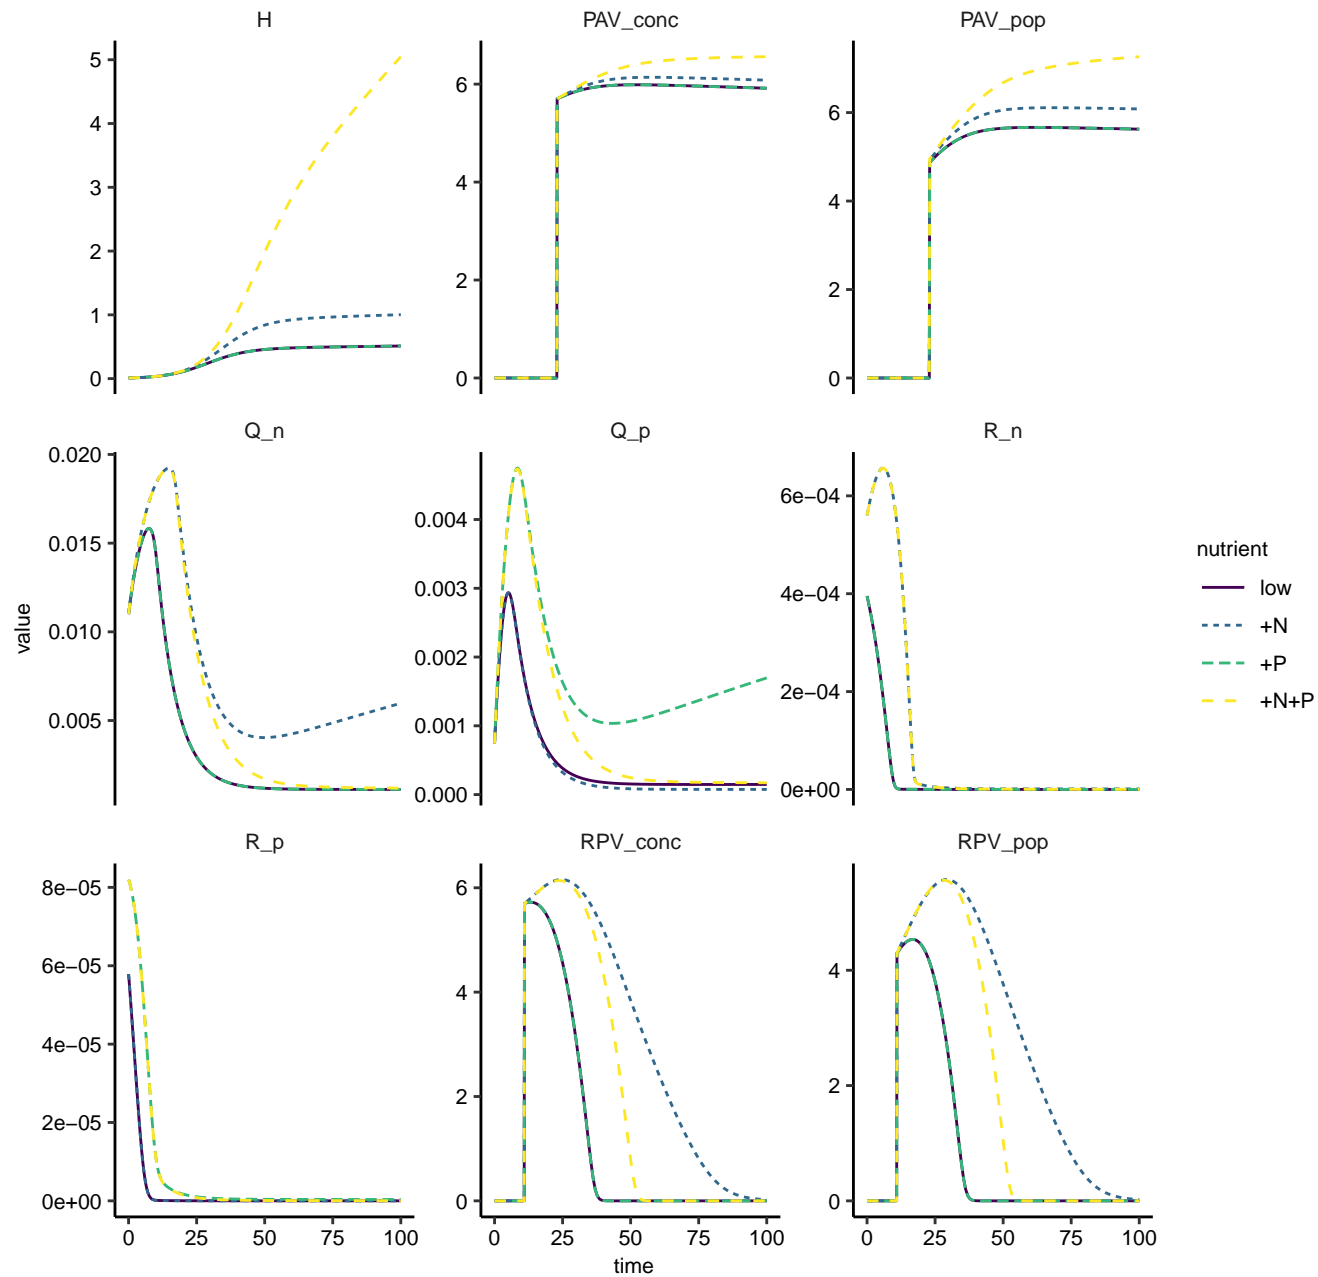 H
PAV_conc
PAV_pop
5
4
3
2
1
0
6
4
2
0
6
4
2
0
Q_n
Q_p
R_n
0.020
0.015
0.010
0.005
0.004
0.003
0.002
0.001
0.000
6e−04
4e−04
2e−04
0e+00
R_p
RPV_conc
RPV_pop
8e−05
6e−05
4e−05
2e−05
0e+00
6
4
2
0
4
2
0
0 25 50 75 100
0 25 50 75 100
0 25 50 75 100
time
value
nutrient
low
+N
+P
+N+P